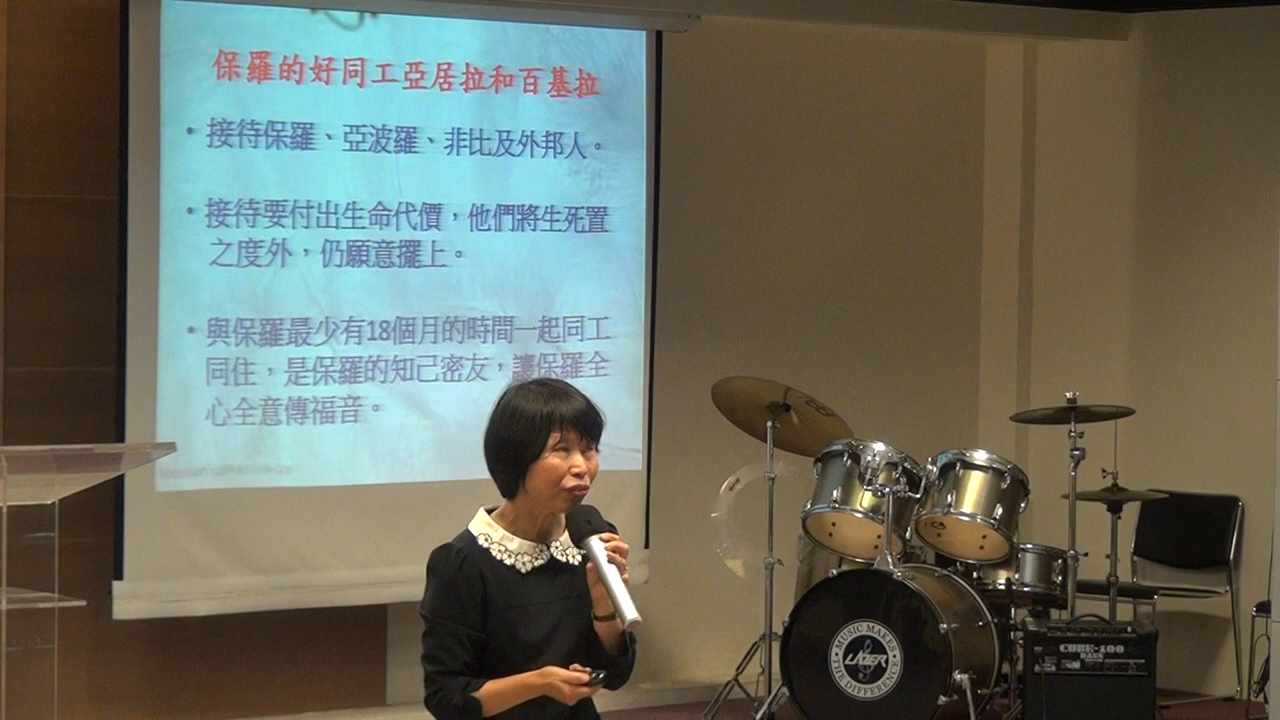 保羅的好同工亞居拉和百基拉
• 接待保羅、亞波羅、非比及外邦人。
• 接待要付出生命代價，他們將生死置
之度外，仍願意擺上。
• 與保羅最少有18個月的時間一起同工
同住，是保羅的知己密友，讓保羅全
心全意傳福音。
MUSIC MAKES
LAZER
THE DIFFERENCE
CUBE-100
BASS